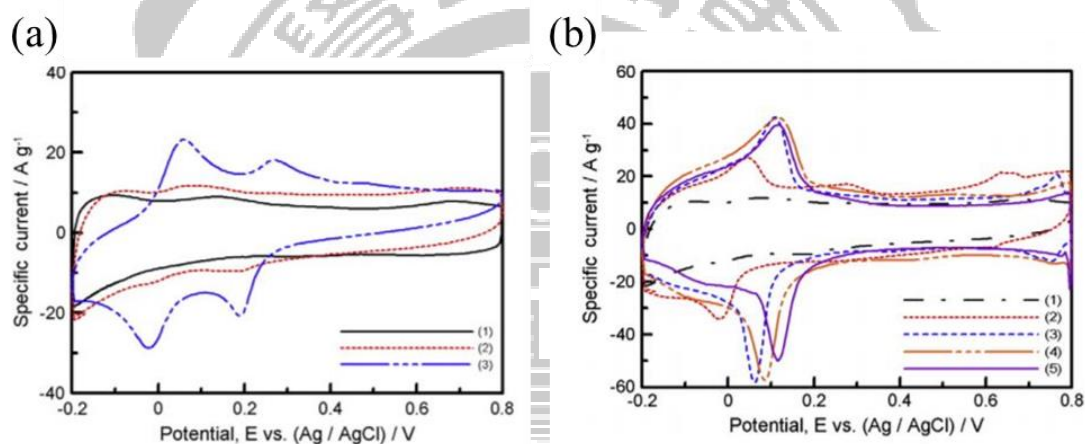 (a)
(b)
40
20
0
-20
-40
-0.2 0 0.2 0.4 0.6 0.8
Specific current / A g⁻¹
Potential, E vs. (Ag / AgCl) / V
(1)
(2)
(3)
60
40
20
0
-20
-40
-60
-0.2 0 0.2 0.4 0.6 0.8
Specific current / A g⁻¹
Potential, E vs. (Ag / AgCl) / V
(1)
(2)
(3)
(4)
(5)